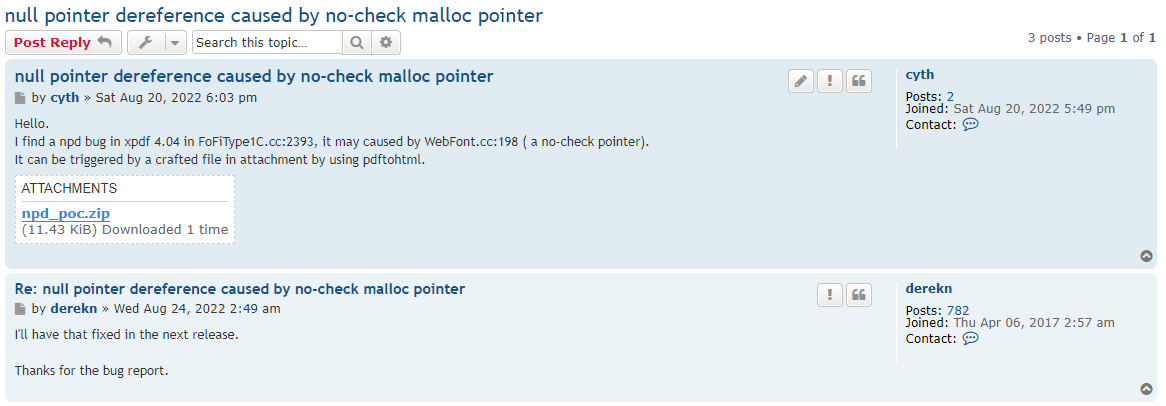 null pointer dereference caused by no-check malloc pointer
Post Reply
Search this topic…
3 posts • Page 1 of 1
null pointer dereference caused by no-check malloc pointer
by cyth » Sat Aug 20, 2022 6:03 pm
Hello.
I find a npd bug in xpdf 4.04 in FoFiType1C.cc:2393, it may caused by WebFont.cc:198 ( a no-check pointer).
It can be triggered by a crafted file in attachment by using pdftohtml.
ATTACHMENTS
npd_poc.zip
(11.43 KiB) Downloaded 1 time
cyth
Posts: 2
Joined: Sat Aug 20, 2022 5:49 pm
Contact:
Re: null pointer dereference caused by no-check malloc pointer
by derekn » Wed Aug 24, 2022 2:49 am
I'll have that fixed in the next release.
Thanks for the bug report.
derekn
Posts: 782
Joined: Thu Apr 06, 2017 2:57 am
Contact: